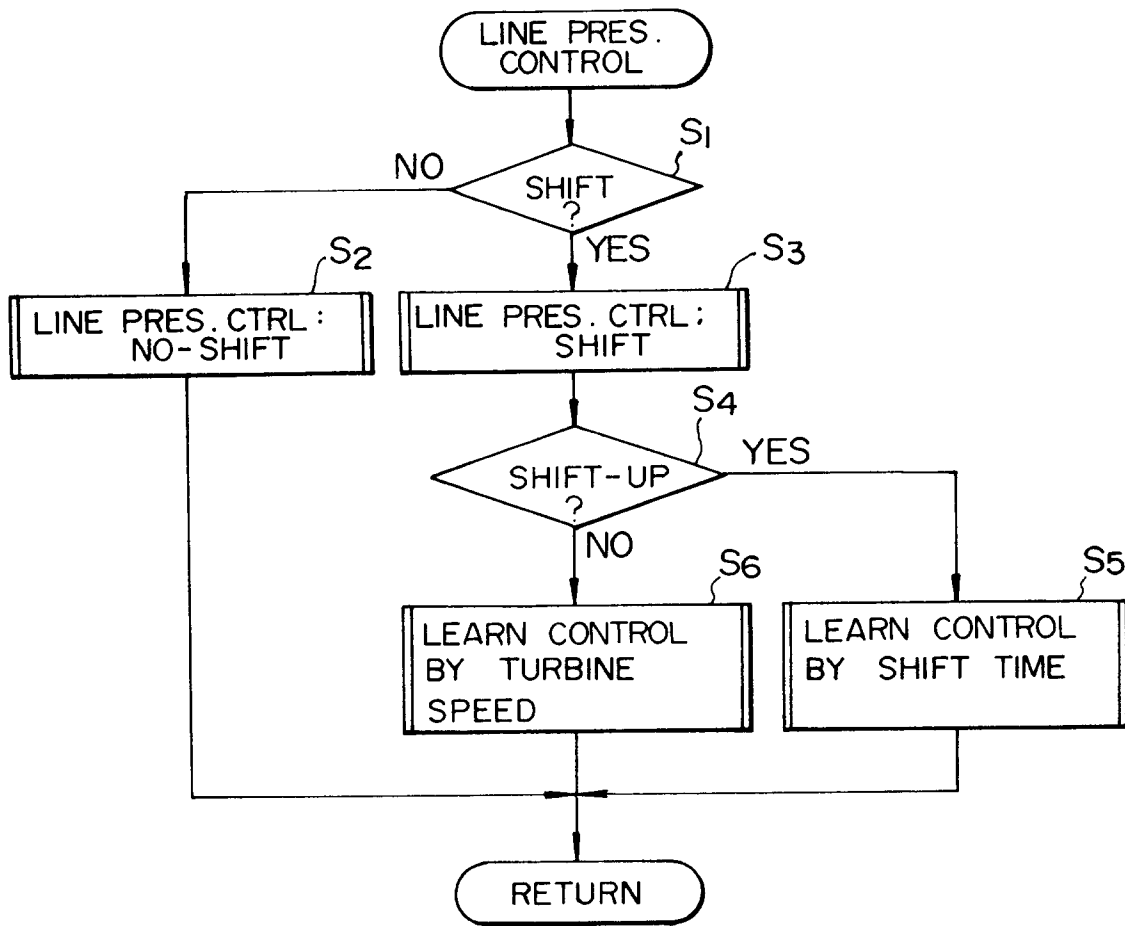 LINE PRES.
CONTROL
S1
NO
SHIFT
?
YES
S2
S3
LINE PRES. CTRL :
NO-SHIFT
LINE PRES. CTRL ;
SHIFT
S4
YES
SHIFT-UP
?
NO
S6
S5
LEARN CONTROL
BY TURBINE
SPEED
LEARN CONTROL
BY SHIFT TIME
RETURN